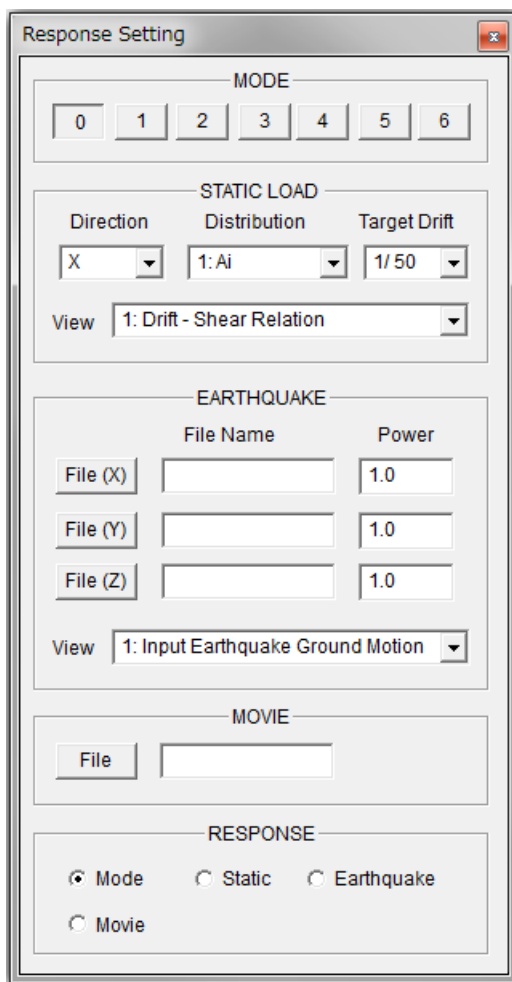 Response Setting
x
MODE
0 1 2 3 4 5 6
STATIC LOAD
Direction Distribution Target Drift
X 1: Ai 1/ 50
View 1: Drift - Shear Relation
EARTHQUAKE
File Name Power
File (X) 1.0
File (Y) 1.0
File (Z) 1.0
View 1: Input Earthquake Ground Motion
MOVIE
File
RESPONSE
Mode Static Earthquake
Movie